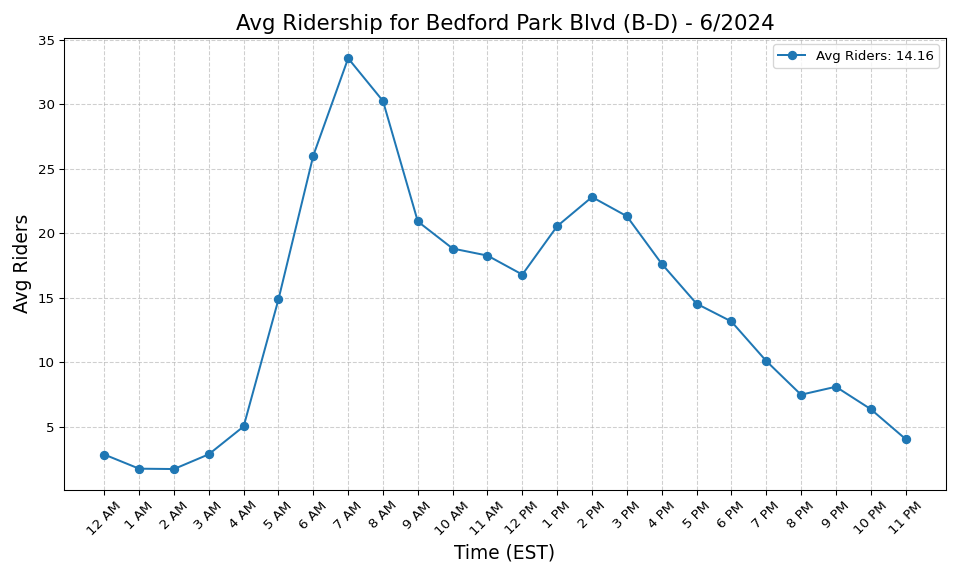 Avg Ridership for Bedford Park Blvd (B-D) - 6/2024
Avg Riders: 14.16
Avg Riders
35
30
25
20
15
10
5
12 AM
1 AM
2 AM
3 AM
4 AM
5 AM
6 AM
7 AM
8 AM
9 AM
10 AM
11 AM
12 PM
1 PM
2 PM
3 PM
4 PM
5 PM
6 PM
7 PM
8 PM
9 PM
10 PM
11 PM
Time (EST)